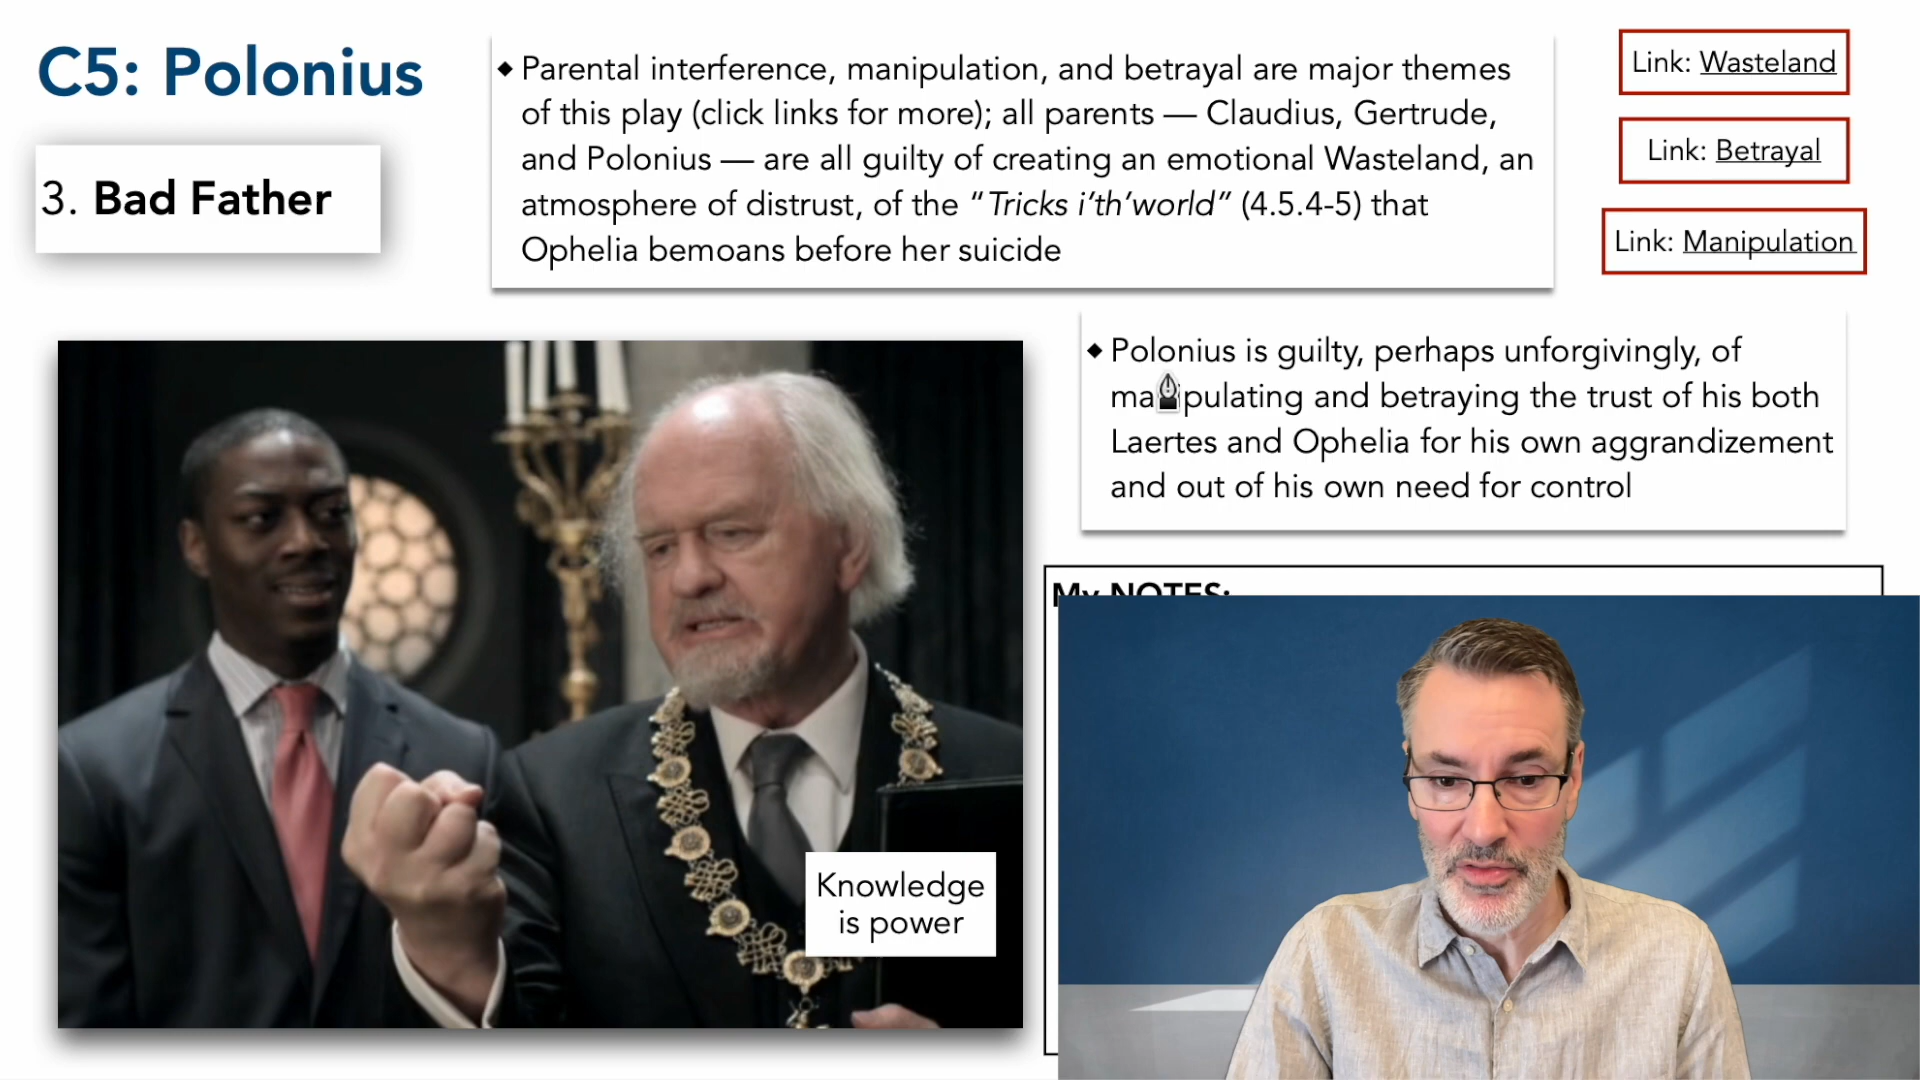 C5: Polonius
3. Bad Father
◆ Parental interference, manipulation, and betrayal are major themes
of this play (click links for more); all parents — Claudius, Gertrude,
and Polonius — are all guilty of creating an emotional Wasteland, an
atmosphere of distrust, of the “Tricks i’th’world” (4.5.4-5) that
Ophelia bemoans before her suicide
Link: Wasteland
Link: Betrayal
Link: Manipulation
◆ Polonius is guilty, perhaps unforgivingly, of
manipulating and betraying the trust of his both
Laertes and Ophelia for his own aggrandizement
and out of his own need for control
My NOTES:
Knowledge
is power